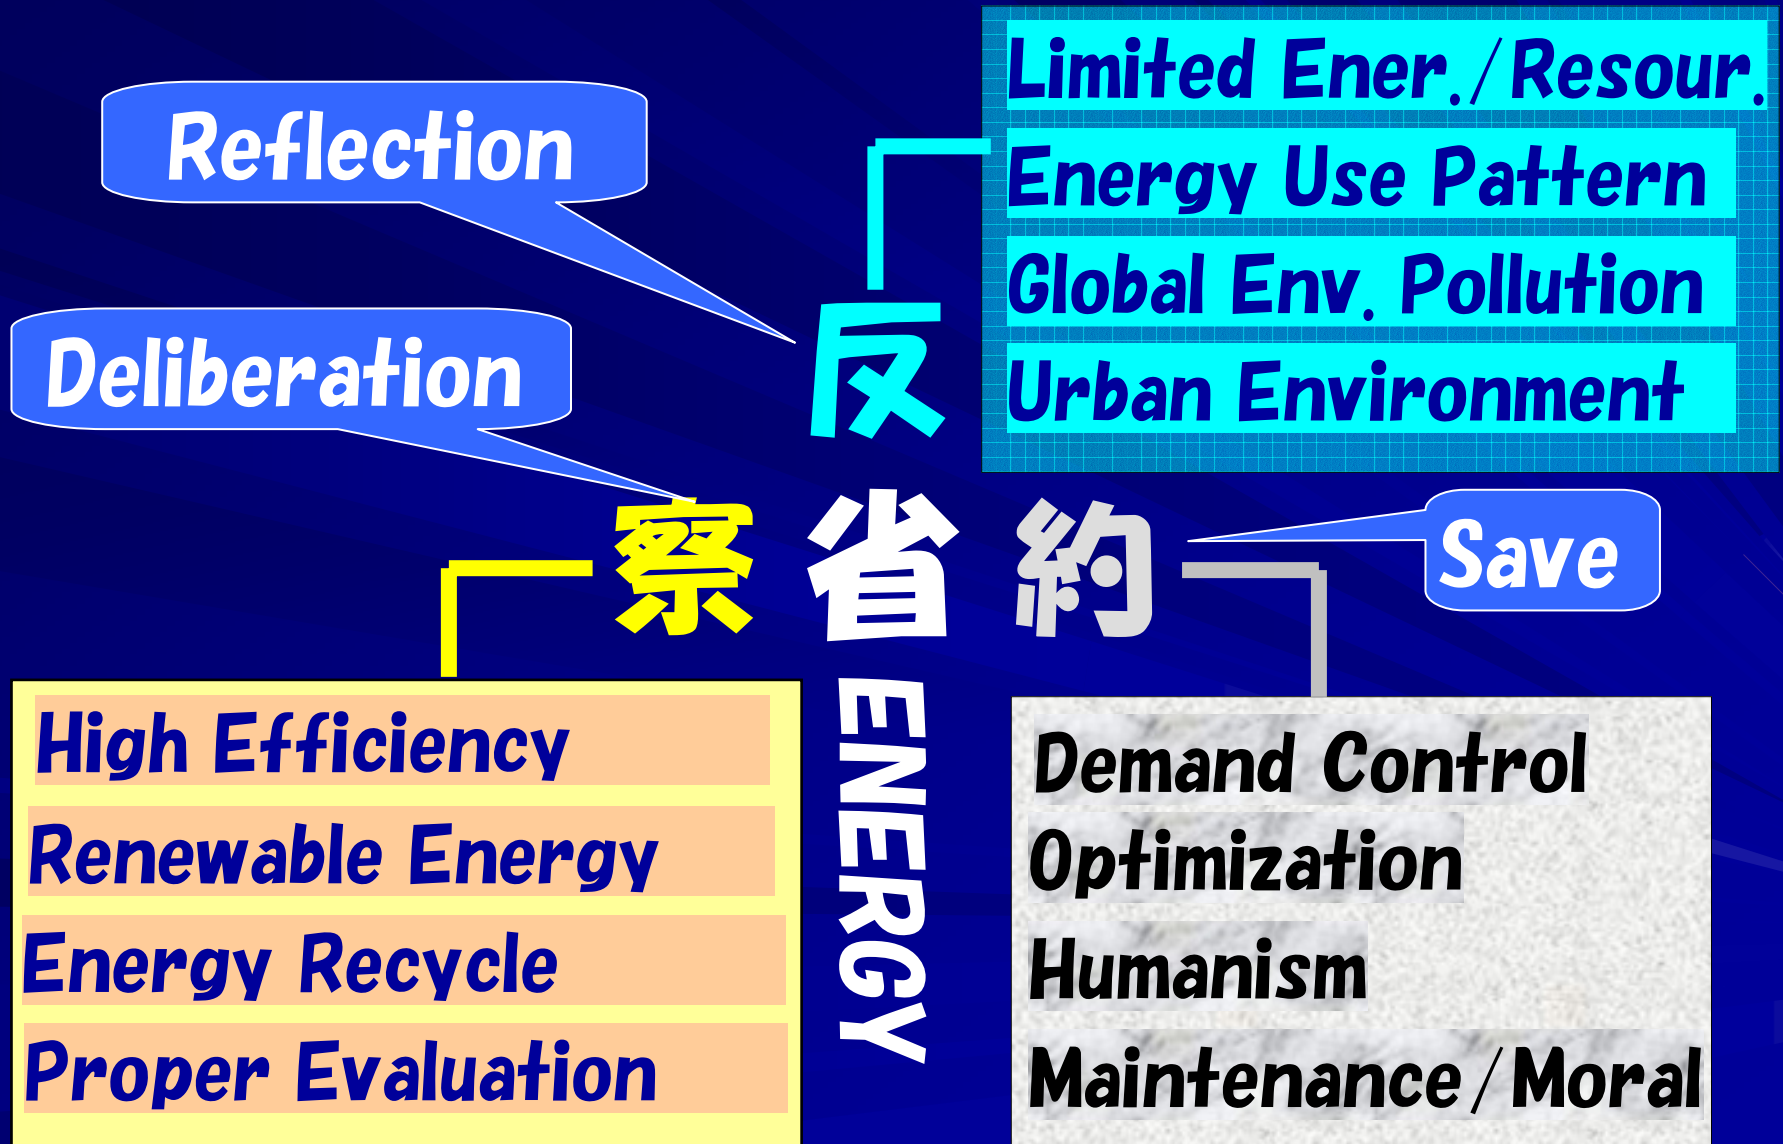 Reflection
Limited Ener./Resour.
Energy Use Pattern
Global Env. Pollution
Urban Environment
Deliberation
反
察 省 約
Save
ENERGY
High Efficiency
Renewable Energy
Energy Recycle
Proper Evaluation
Demand Control
Optimization
Humanism
Maintenance/Moral